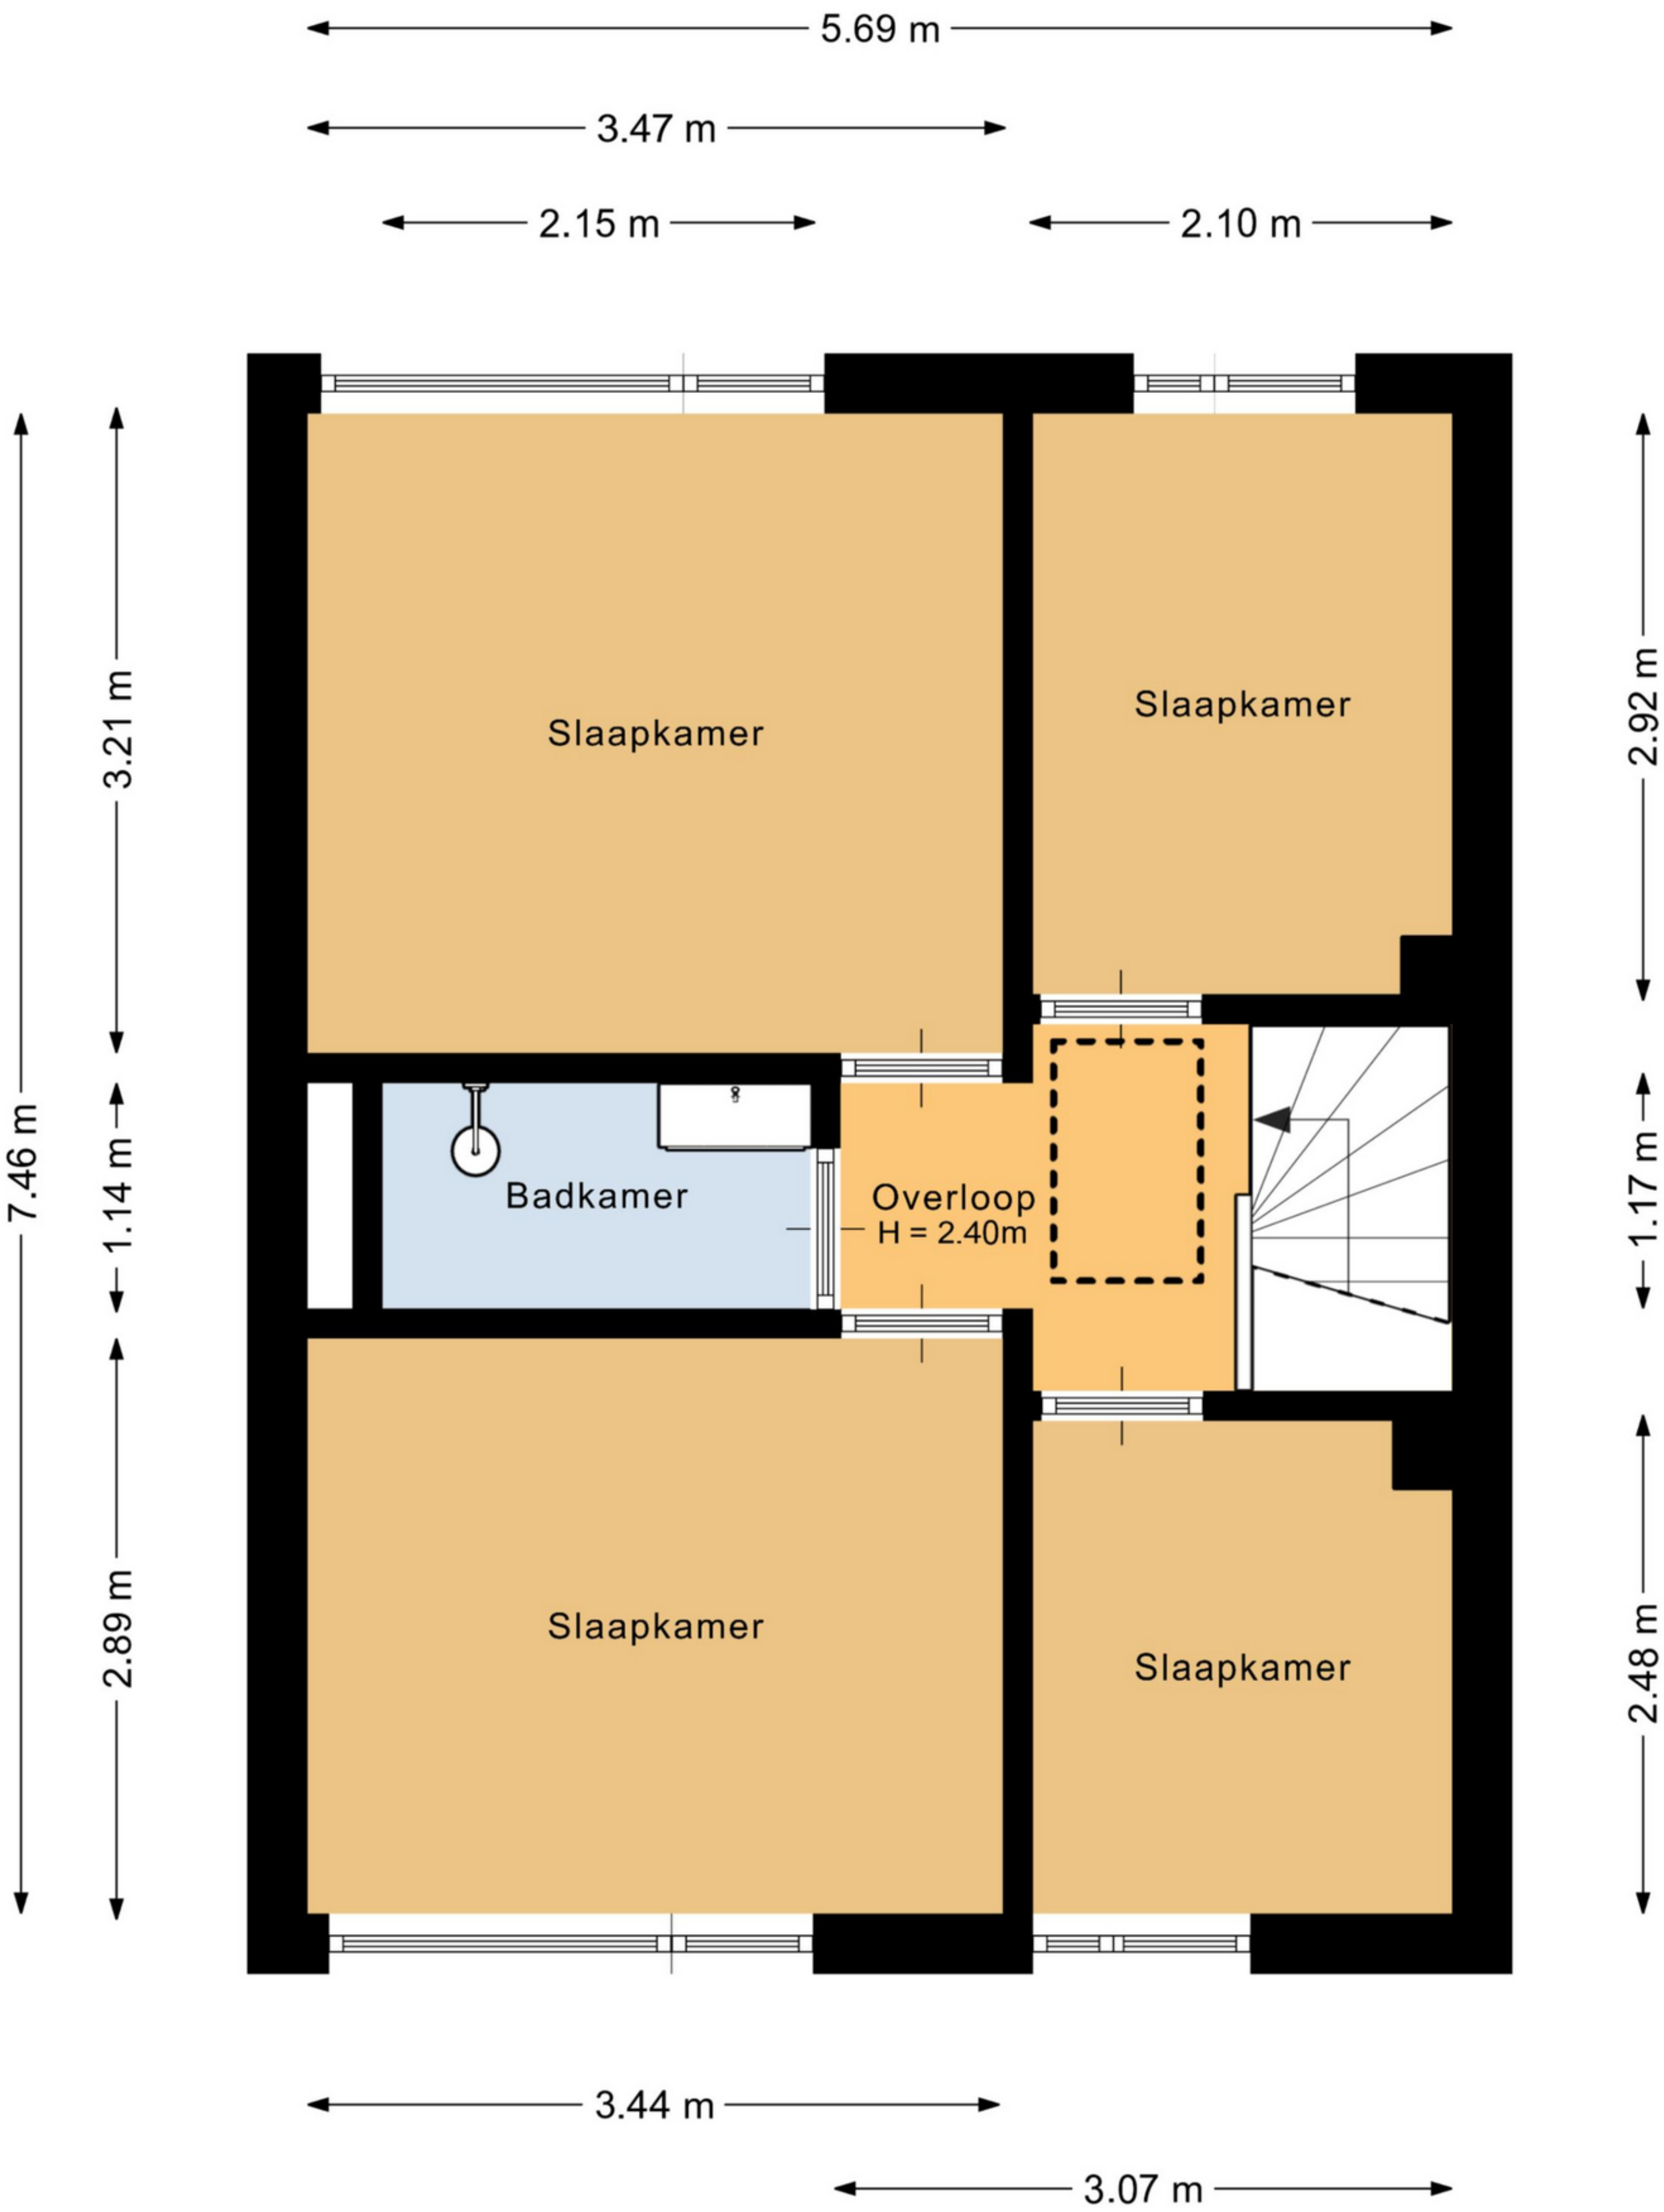 5.69 m
3.47 m
2.15 m
2.10 m
Slaapkamer
Slaapkamer
3.21 m
2.92 m
7.46 m
1.14 m
1.17 m
Badkamer
Overloop
H = 2.40m
2.89 m
2.48 m
Slaapkamer
Slaapkamer
3.44 m
3.07 m